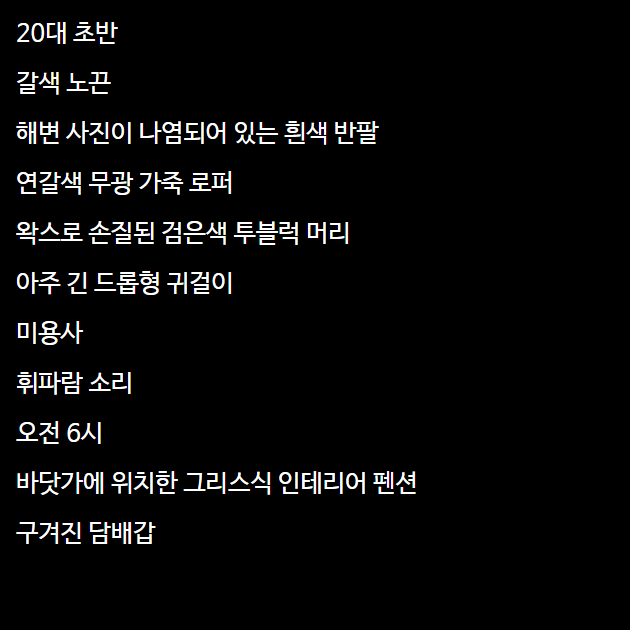 20대 초반
갈색 노끈
해변 사진이 나염되어 있는 흰색 반팔
연갈색 무광 가죽 로퍼
왁스로 손질된 검은색 투블럭 머리
아주 긴 드롭형 귀걸이
미용사
휘파람 소리
오전 6시
바닷가에 위치한 그리스식 인테리어 펜션
구겨진 담배갑